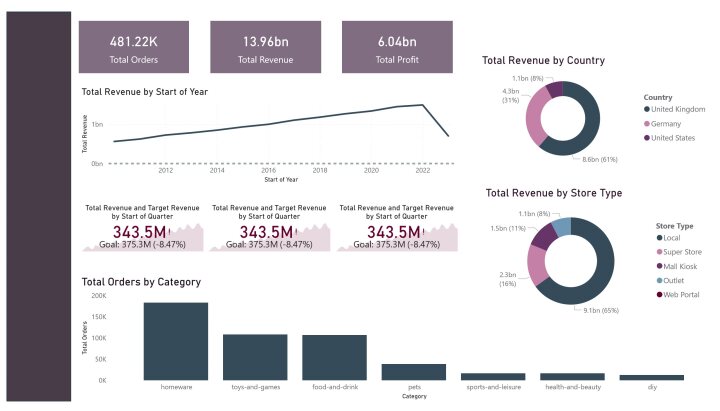 481.22K
Total Orders
13.96bn
Total Revenue
6.04bn
Total Profit
Total Revenue by Start of Year
Total Revenue
1bn
0bn
2012 2014 2016 2018 2020 2022
Start of Year
Total Revenue and Target Revenue
by Start of Quarter
343.5M!
Goal: 375.3M (-8.47%)
Total Revenue and Target Revenue
by Start of Quarter
343.5M!
Goal: 375.3M (-8.47%)
Total Revenue and Target Revenue
by Start of Quarter
343.5M!
Goal: 375.3M (-8.47%)
Total Orders by Category
Total Orders
200K
150K
100K
50K
0K
homeware toys-and-games food-and-drink pets sports-and-leisure health-and-beauty diy
Category
Total Revenue by Country
1.1bn (8%)
4.3bn
(31%)
8.6bn (61%)
Country
United Kingdom
Germany
United States
Total Revenue by Store Type
1.1bn (8%)
1.5bn (11%)
2.3bn
(16%)
9.1bn (65%)
Store Type
Local
Super Store
Mall Kiosk
Outlet
Web Portal